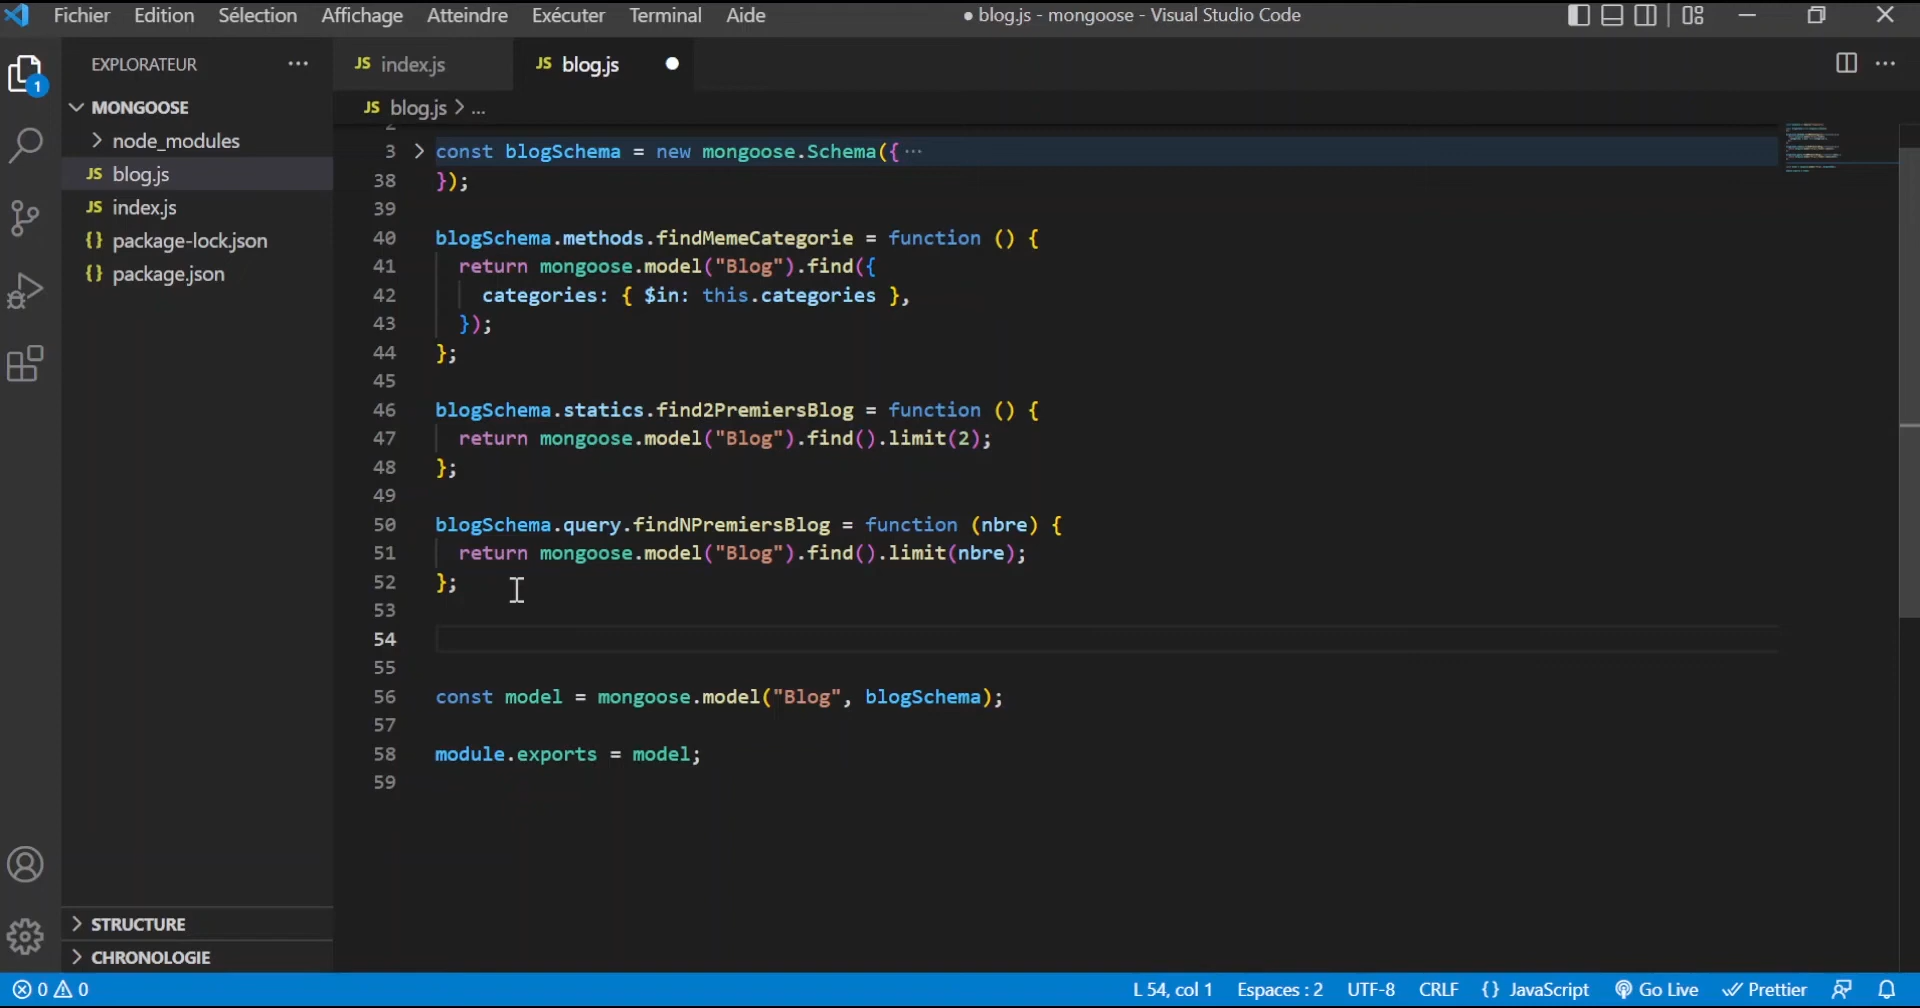 Fichier Edition Sélection Affichage Atteindre Exécuter Terminal Aide ● blog.js - mongoose - Visual Studio Code
EXPLORATEUR ···
JS index.js JS blog.js ●
1
MONGOOSE
JS blog.js > ...
node_modules
JS blog.js
JS index.js
{} package-lock.json
{} package.json
2
3 const blogSchema = new mongoose.Schema({ ···
38 });
39
40 blogSchema.methods.findMemeCategorie = function () {
41 return mongoose.model("Blog").find({
42 categories: { $in: this.categories },
43 });
44 };
45
46 blogSchema.statics.find2PremiersBlog = function () {
47 return mongoose.model("Blog").find().limit(2);
48 };
49
50 blogSchema.query.findNPremiersBlog = function (nbre) {
51 return mongoose.model("Blog").find().limit(nbre);
52 };
53
54
55
56 const model = mongoose.model("Blog", blogSchema);
57
58 module.exports = model;
59
STRUCTURE
CHRONOLOGIE
0 0 L 54, col 1 Espaces : 2 UTF-8 CRLF {} JavaScript Go Live Prettier